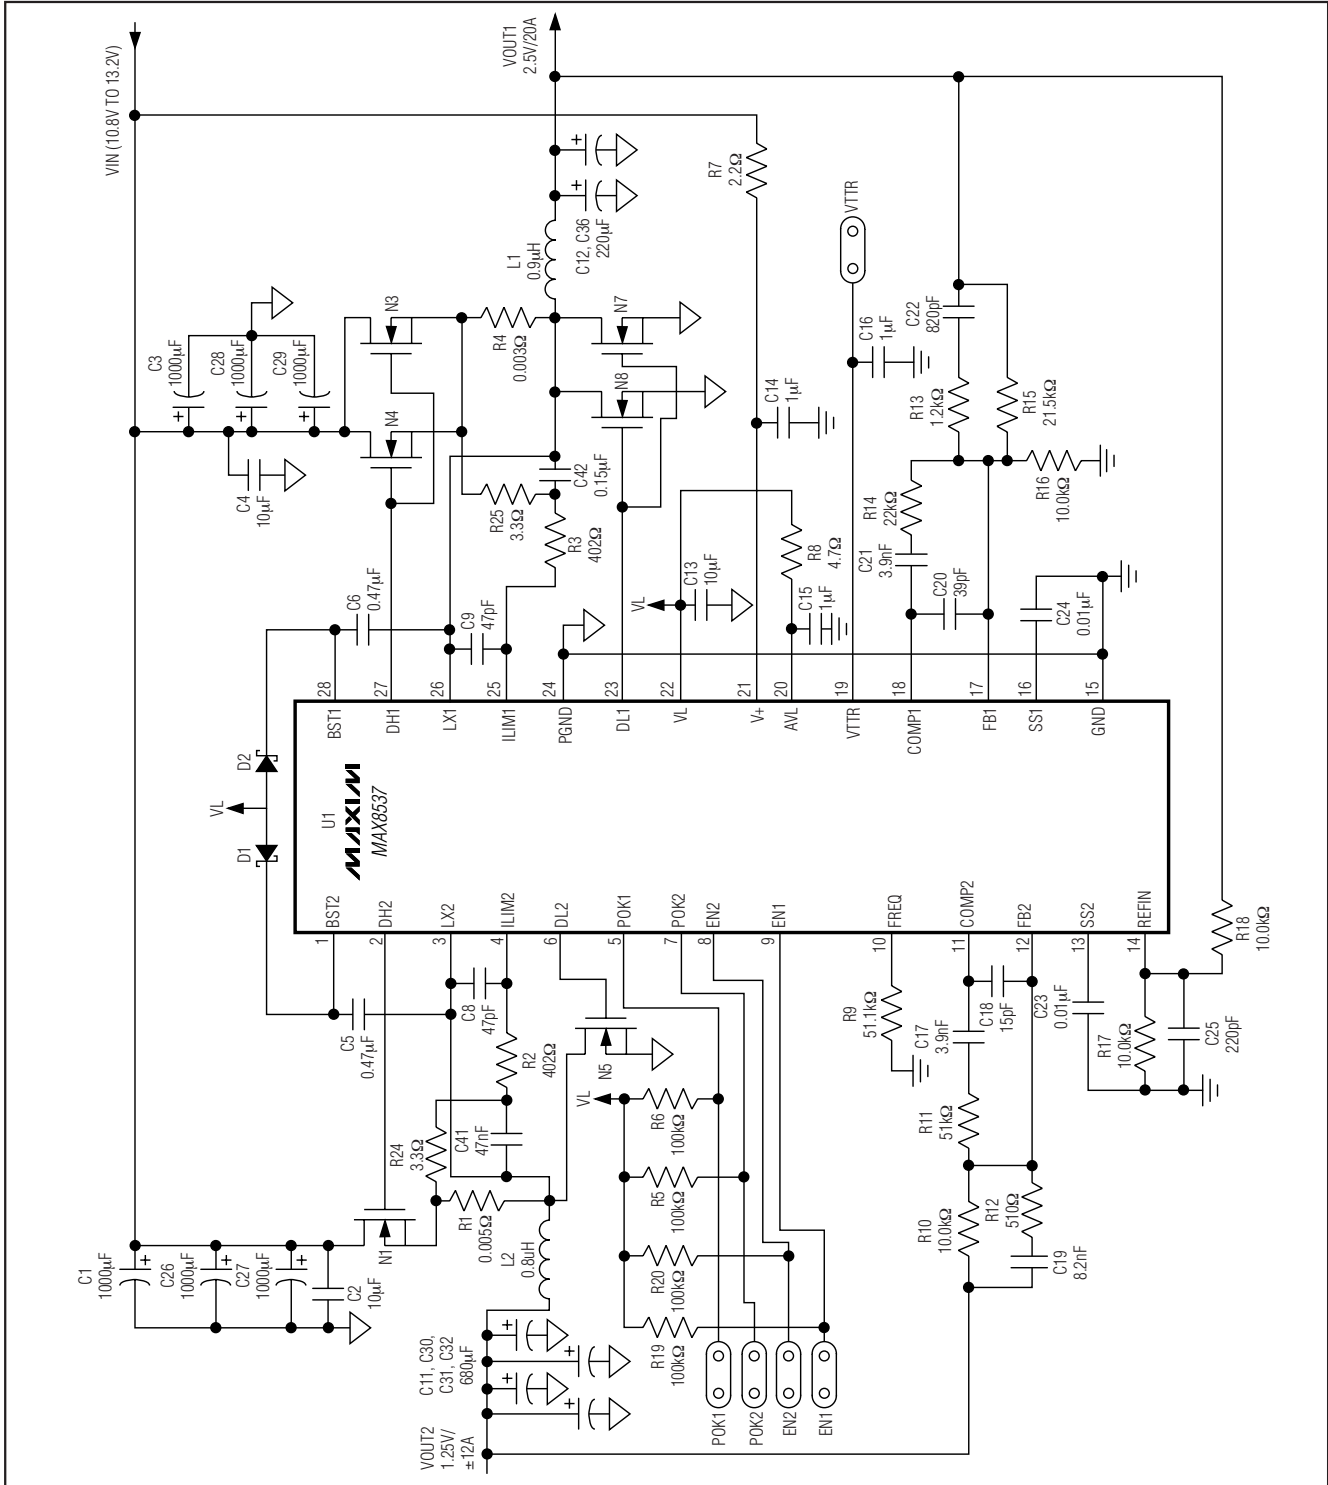 VIN (10.8V TO 13.2V)
VOUT1
2.5V/20A
C3
1000µF
C28
1000µF
C29
1000µF
C4
10µF
N3
N4
R4
0.003Ω
L1
0.9µH
C12, C36
220µF
N7
N8
R7
2.2Ω
VTTR
R25
3.3Ω
C42
0.15µF
R3
402Ω
C6
0.47µF
C9
47pF
VL
C13
10µF
C14
1µF
R8
4.7Ω
C15
1µF
C16
1µF
C22
820pF
R13
1.2kΩ
R15
21.5kΩ
R14
22kΩ
R16
10.0kΩ
C21
3.9nF
C20
39pF
C24
0.01µF
D2
VL
D1
28
27
26
25
24
23
22
21
20
19
18
17
16
15
BST1
DH1
LX1
ILIM1
PGND
DL1
VL
V+
AVL
VTTR
COMP1
FB1
SS1
GND
U1
MAXIM
MAX8537
BST2
DH2
LX2
ILIM2
DL2
POK1
POK2
EN2
EN1
FREQ
COMP2
FB2
SS2
REFIN
1
2
3
4
6
5
7
8
9
10
11
12
13
14
R18
10.0kΩ
C5
0.47µF
C8
47pF
R2
402Ω
N5
R9
51.1kΩ
C17
3.9nF
C18
15pF
C23
0.01µF
R17
10.0kΩ
C25
220pF
R24
3.3Ω
C41
47nF
VL
R6
100kΩ
R5
100kΩ
R20
100kΩ
R19
100kΩ
R11
51kΩ
R10
10.0kΩ
R12
510Ω
C19
8.2nF
C1
1000µF
C26
1000µF
C27
1000µF
C2
10µF
N1
R1
0.005Ω
L2
0.8uH
C11, C30,
C31, C32
680µF
VOUT2
1.25V/
±12A
POK1
POK2
EN2
EN1